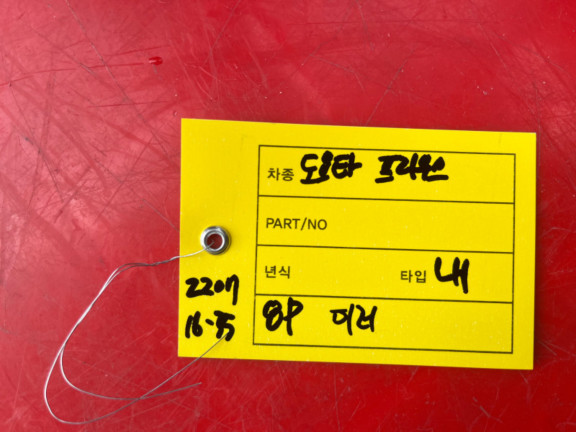 차종 도요타 프리우스
PART/NO
년식 타입 내
8P 미러
2207
16-35